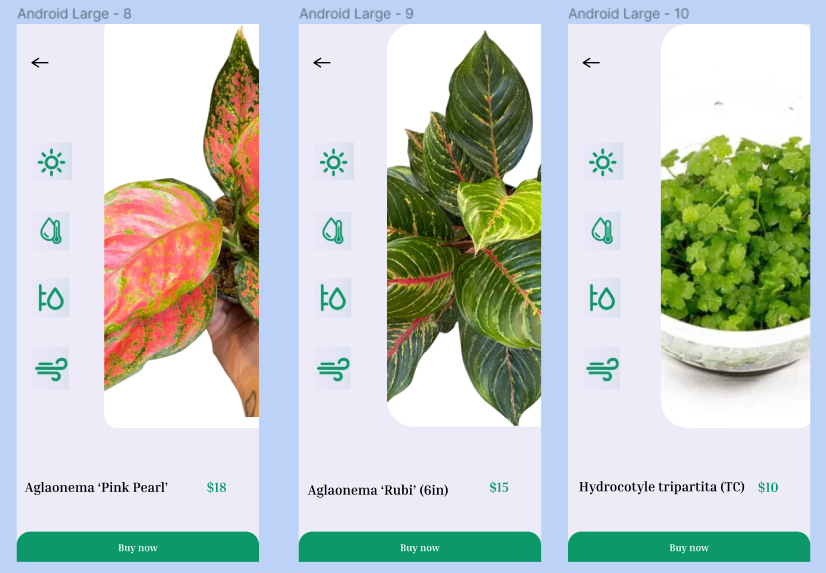 Android Large - 8
Android Large - 9
Android Large - 10
Aglaonema ‘Pink Pearl’ $18
Aglaonema ‘Rubi’ (6in) $15
Hydrocotyle tripartita (TC) $10
Buy now
Buy now
Buy now